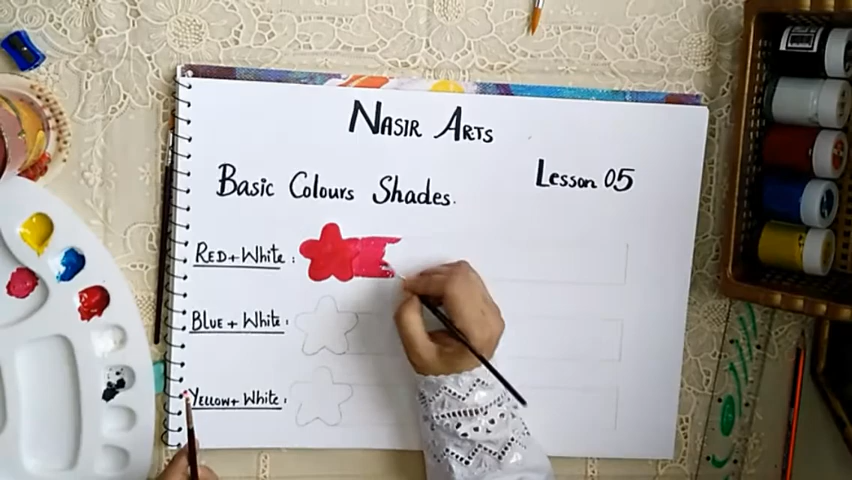 NASIR ARTS
Lesson 05
Basic Colours Shades.
RED + White :
BLUE + White :
YELLOW + White :